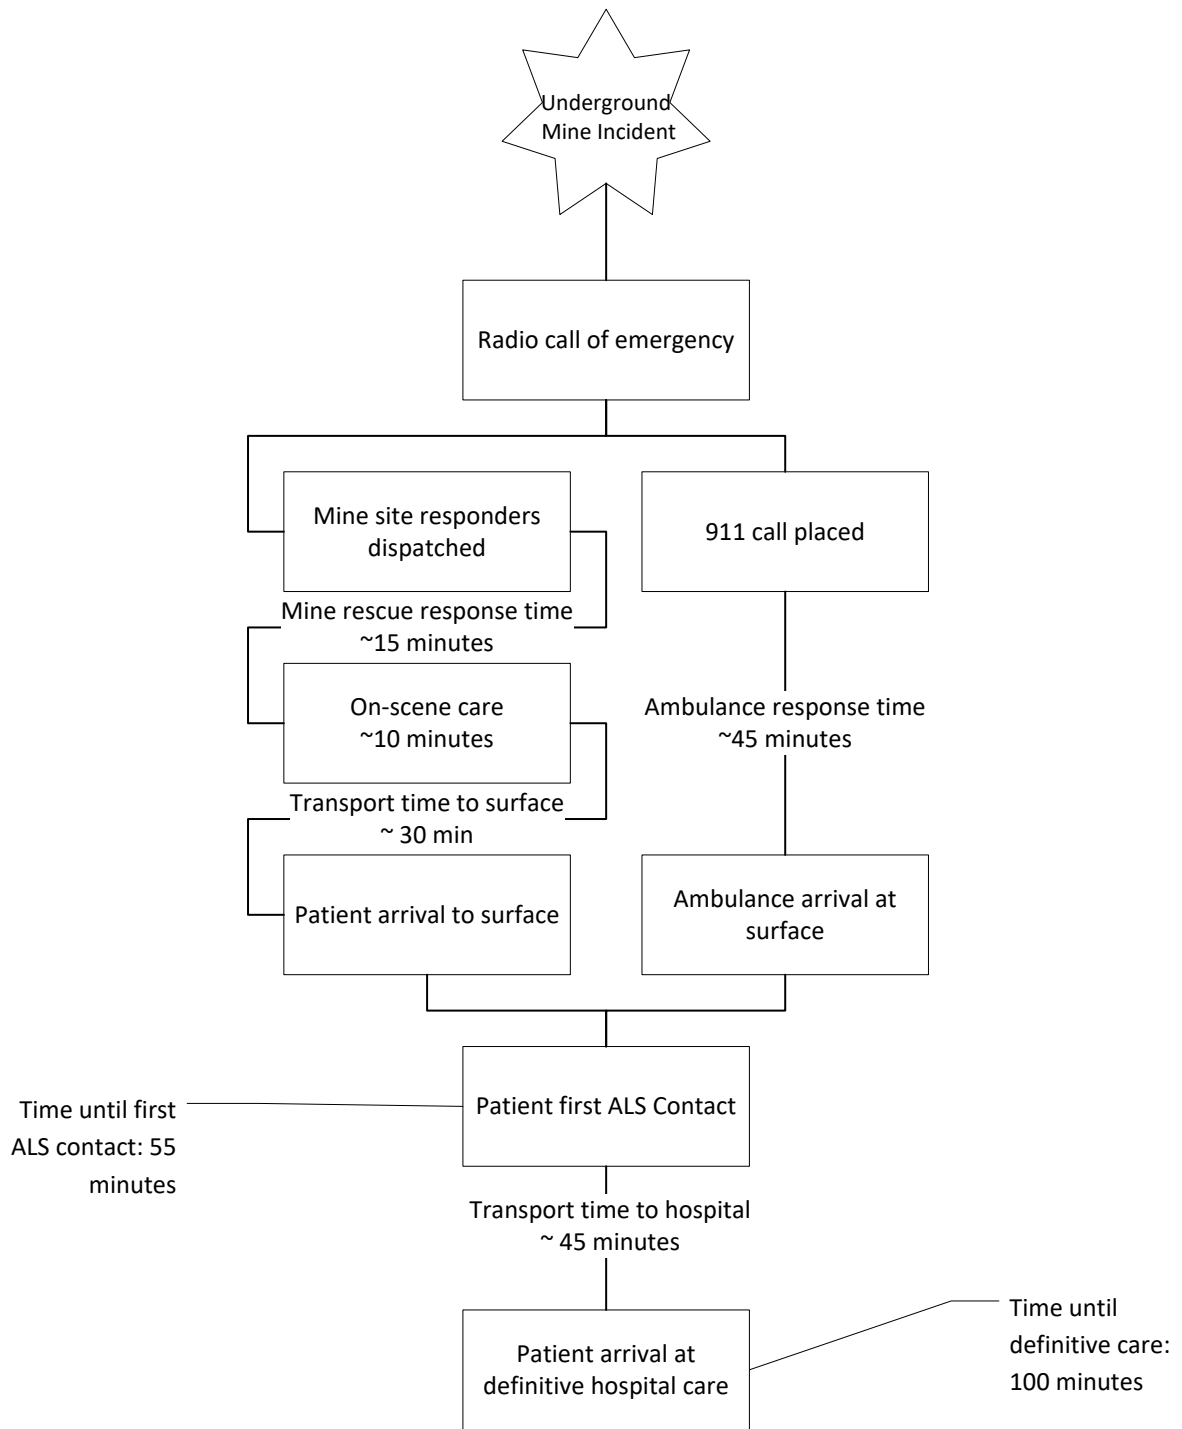 Underground
Mine Incident
Radio call of emergency
Mine site responders
dispatched
911 call placed
Mine rescue response time
~15 minutes
On-scene care
~10 minutes
Ambulance response time
~45 minutes
Transport time to surface
~ 30 min
Patient arrival to surface
Ambulance arrival at
surface
Patient first ALS Contact
Time until first
ALS contact: 55
minutes
Transport time to hospital
~ 45 minutes
Patient arrival at
definitive hospital care
Time until
definitive care:
100 minutes